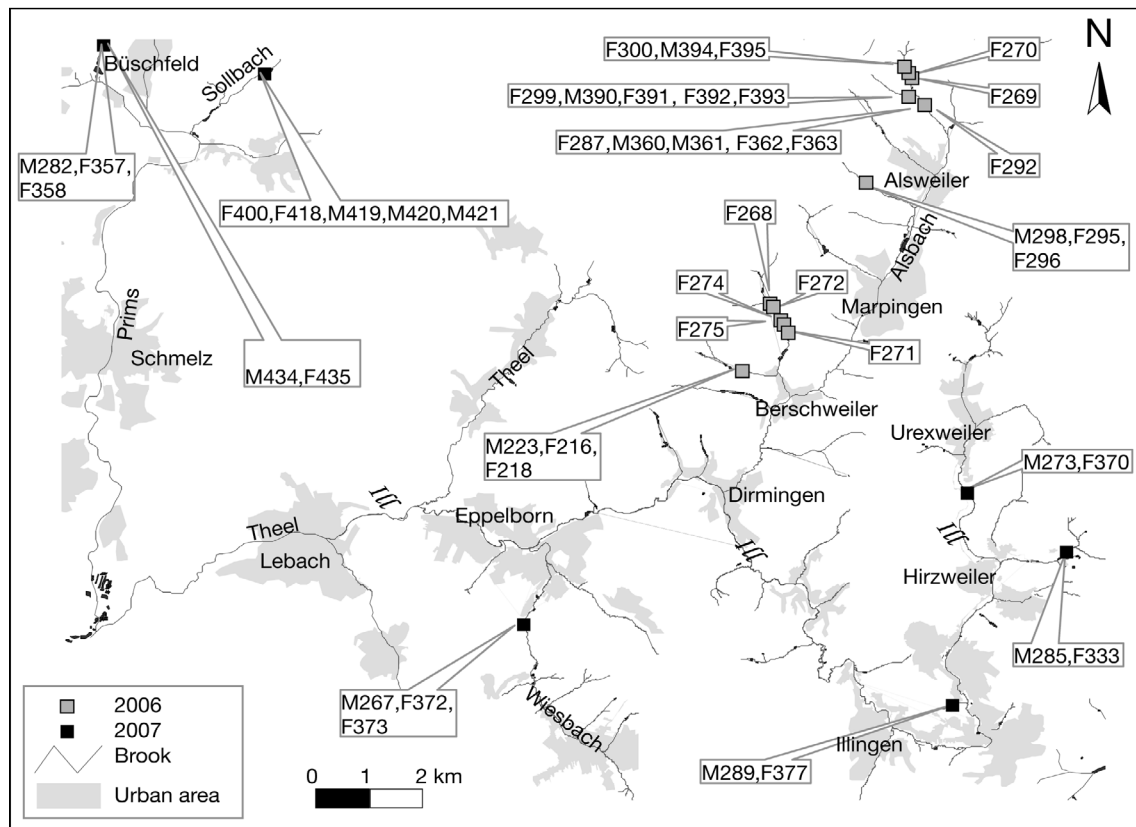 N
F300,M394,F395
F270
Büschfeld
Sollbach
F269
F299,M390,F391, F392,F393
F287,M360,M361, F362,F363
F292
M282,F357,
F358
Alsweiler
F400,F418,M419,M420,M421
F268
M298,F295,
F296
Alsbach
F274
F272
Marpingen
Prims
F275
F271
Schmelz
Theel
M434,F435
Berschweiler
Urexweiler
M223,F216,
F218
M273,F370
Ill
Dirmingen
Eppelborn
Theel
Lebach
Ill
Ill
Hirzweiler
M285,F333
M267,F372,
F373
Wiesbach
Illingen
M289,F377
2006
2007
Brook
Urban area
0 1 2 km